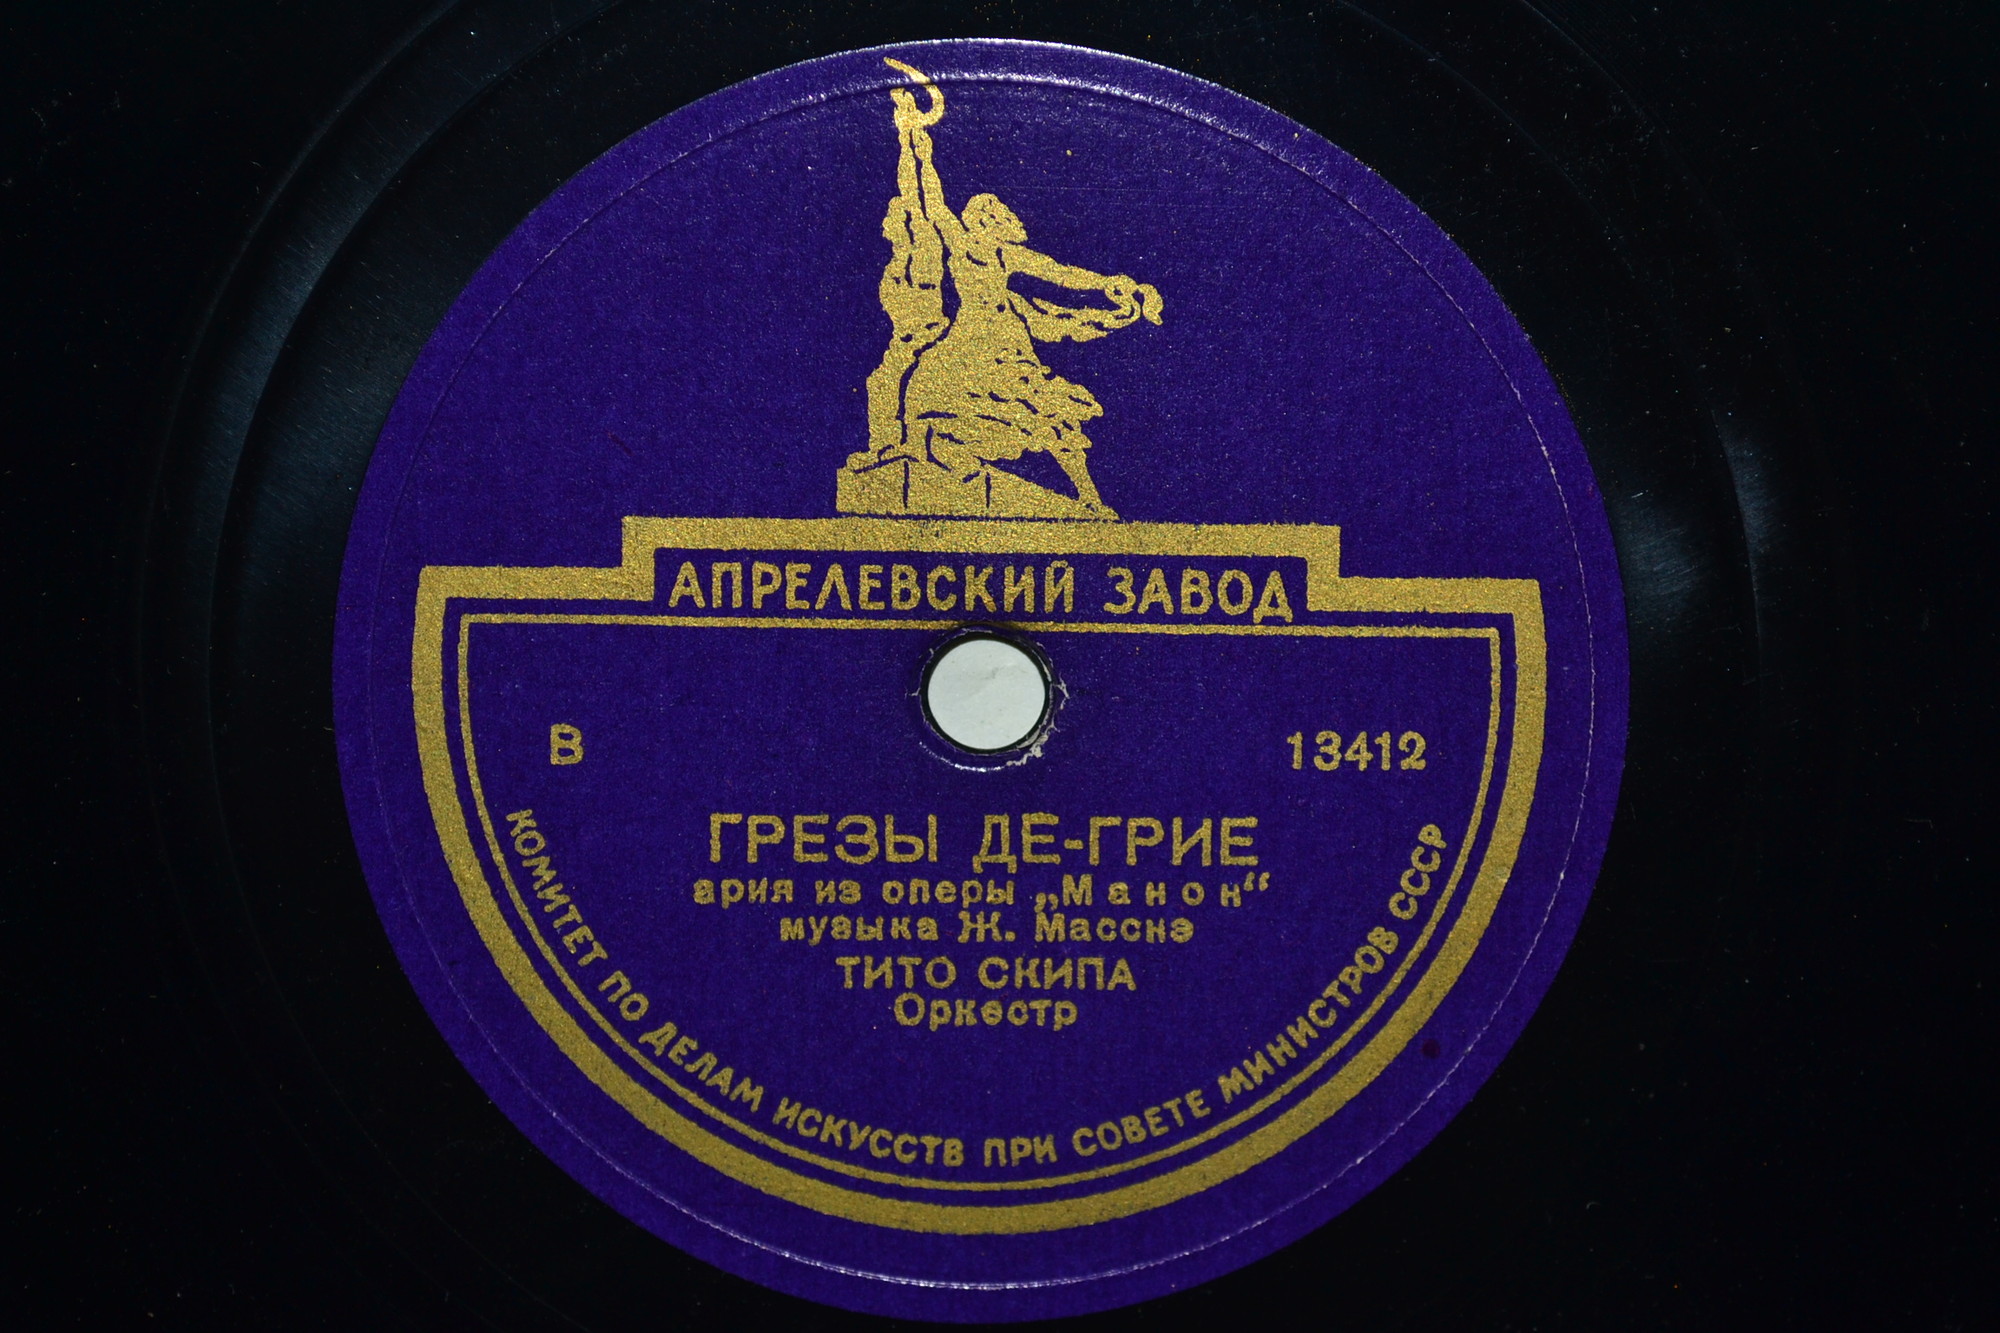 АПРЕЛЕВСКИЙ ЗАВОД
В 13412
ГРЕЗЫ ДЕ-ГРИЕ
ария из оперы „Манон“
музыка Ж. Масснэ
ТИТО СКИПА
Оркестр
КОМИТЕТ ПО ДЕЛАМ ИСКУССТВ ПРИ СОВЕТЕ МИНИСТРОВ СССР